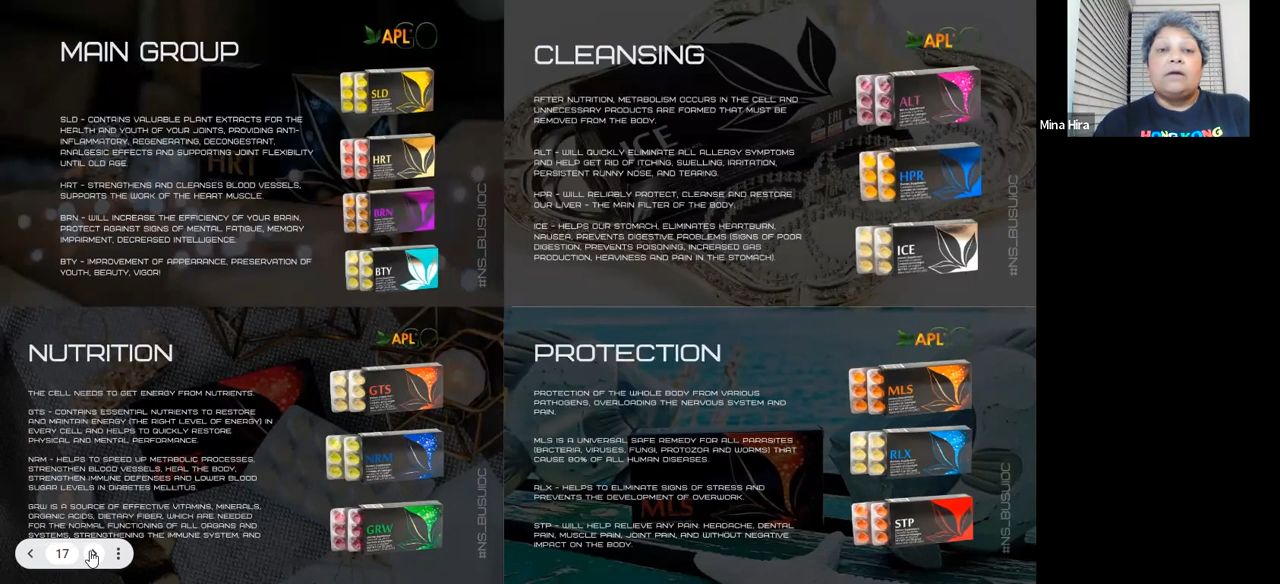 MAIN GROUP
APLGO
SLD – CONTAINS VALUABLE PLANT EXTRACTS FOR THE
HEALTH AND YOUTH OF YOUR JOINTS, PROVIDING ANTI-
INFLAMMATORY, REGENERATING, DECONGESTANT,
ANALGESIC EFFECTS AND SUPPORTING JOINT FLEXIBILITY
UNTIL OLD AGE.
HRT – STRENGTHENS AND CLEANSES BLOOD VESSELS,
SUPPORTS THE WORK OF THE HEART MUSCLE.
BRN – WILL INCREASE THE EFFICIENCY OF YOUR BRAIN,
PROTECT AGAINST SIGNS OF MENTAL FATIGUE, MEMORY
IMPAIRMENT, DECREASED INTELLIGENCE.
BTY – IMPROVEMENT OF APPEARANCE, PRESERVATION OF
YOUTH, BEAUTY, VIGOR!
SLD
HRT
BRN
BTY
HRT
#NS_BUSUIOC
CLEANSING
APLGO
AFTER NUTRITION, METABOLISM OCCURS IN THE CELL AND
UNNECESSARY PRODUCTS ARE FORMED THAT MUST BE
REMOVED FROM THE BODY.
ALT – WILL QUICKLY ELIMINATE ALL ALLERGY SYMPTOMS
AND HELP GET RID OF ITCHING, SWELLING, IRRITATION,
PERSISTENT RUNNY NOSE, AND TEARING.
HPR – WILL RELIABLY PROTECT, CLEANSE AND RESTORE
OUR LIVER – THE MAIN FILTER OF THE BODY.
ICE – HELPS OUR STOMACH, ELIMINATES HEARTBURN,
NAUSEA, PREVENTS DIGESTIVE PROBLEMS (SIGNS OF POOR
DIGESTION, PREVENTS POISONING, INCREASED GAS
PRODUCTION, HEAVINESS AND PAIN IN THE STOMACH).
ALT
HPR
ICE
ICE
EAC
#NS_BUSUIOC
Mina Hira
HONG KONG
NUTRITION
APLGO
THE CELL NEEDS TO GET ENERGY FROM NUTRIENTS.
GTS – CONTAINS ESSENTIAL NUTRIENTS TO RESTORE
AND MAINTAIN ENERGY (THE RIGHT LEVEL OF ENERGY) IN
EVERY CELL AND HELPS TO QUICKLY RESTORE
PHYSICAL AND MENTAL PERFORMANCE.
NRM – HELPS TO SPEED UP METABOLIC PROCESSES,
STRENGTHEN BLOOD VESSELS, HEAL THE BODY,
STRENGTHEN IMMUNE DEFENSES AND LOWER BLOOD
SUGAR LEVELS IN DIABETES MELLITUS.
GRW IS A SOURCE OF EFFECTIVE VITAMINS, MINERALS,
ORGANIC ACIDS, DIETARY FIBER, WHICH ARE NEEDED
FOR THE NORMAL FUNCTIONING OF ALL ORGANS AND
SYSTEMS, STRENGTHENING THE IMMUNE SYSTEM, AND
GTS
NRM
GRW
#NS_BUSUIOC
17
PROTECTION
APLGO
PROTECTION OF THE WHOLE BODY FROM VARIOUS
PATHOGENS, OVERLOADING THE NERVOUS SYSTEM AND
PAIN.
MLS IS A UNIVERSAL SAFE REMEDY FOR ALL PARASITES
(BACTERIA, VIRUSES, FUNGI, PROTOZOA AND WORMS) THAT
CAUSE 80% OF ALL HUMAN DISEASES.
RLX – HELPS TO ELIMINATE SIGNS OF STRESS AND
PREVENTS THE DEVELOPMENT OF OVERWORK.
STP – WILL HELP RELIEVE ANY PAIN: HEADACHE, DENTAL
PAIN, MUSCLE PAIN, JOINT PAIN, AND WITHOUT NEGATIVE
IMPACT ON THE BODY.
MLS
RLX
STP
MLS
#NS_BUSUIOC